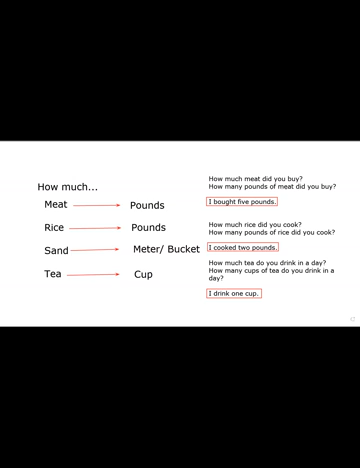 How much...
Meat Pounds
Rice Pounds
Sand Meter/ Bucket
Tea Cup
How much meat did you buy?
How many pounds of meat did you buy?
I bought five pounds.
How much rice did you cook?
How many pounds of rice did you cook?
I cooked two pounds.
How much tea do you drink in a day?
How many cups of tea do you drink in a
day?
I drink one cup.